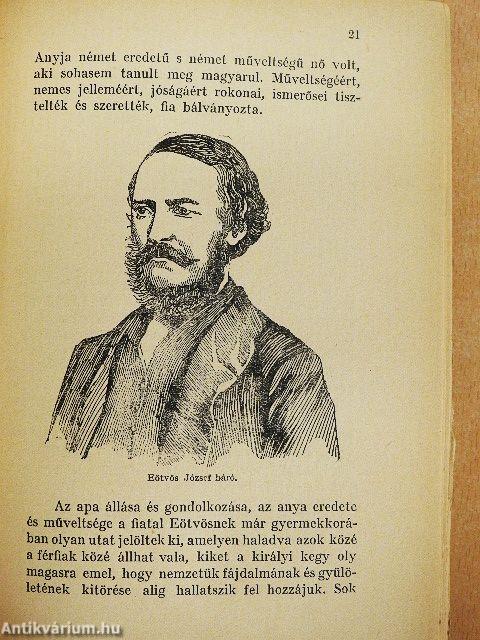 21
Anyja német eredetű s német műveltségű nő volt,
aki sohasem tanult meg magyarul. Műveltségéért,
nemes jelleméért, jóságáért rokonai, ismerősei tisz-
telték és szerették, fia bálványozta.
Eötvös József báró.
Az apa állása és gondolkozása, az anya eredete
és műveltsége a fiatal Eötvösnek már gyermekkorá-
ban olyan utat jelöltek ki, amelyen haladva azok közé
a férfiak közé állhat vala, kiket a királyi kegy oly
magasra emel, hogy nemzetük fájdalmának és gyűlö-
letének kitörése alig hallatszik fel hozzájuk. Sok
Antikvárium.hu